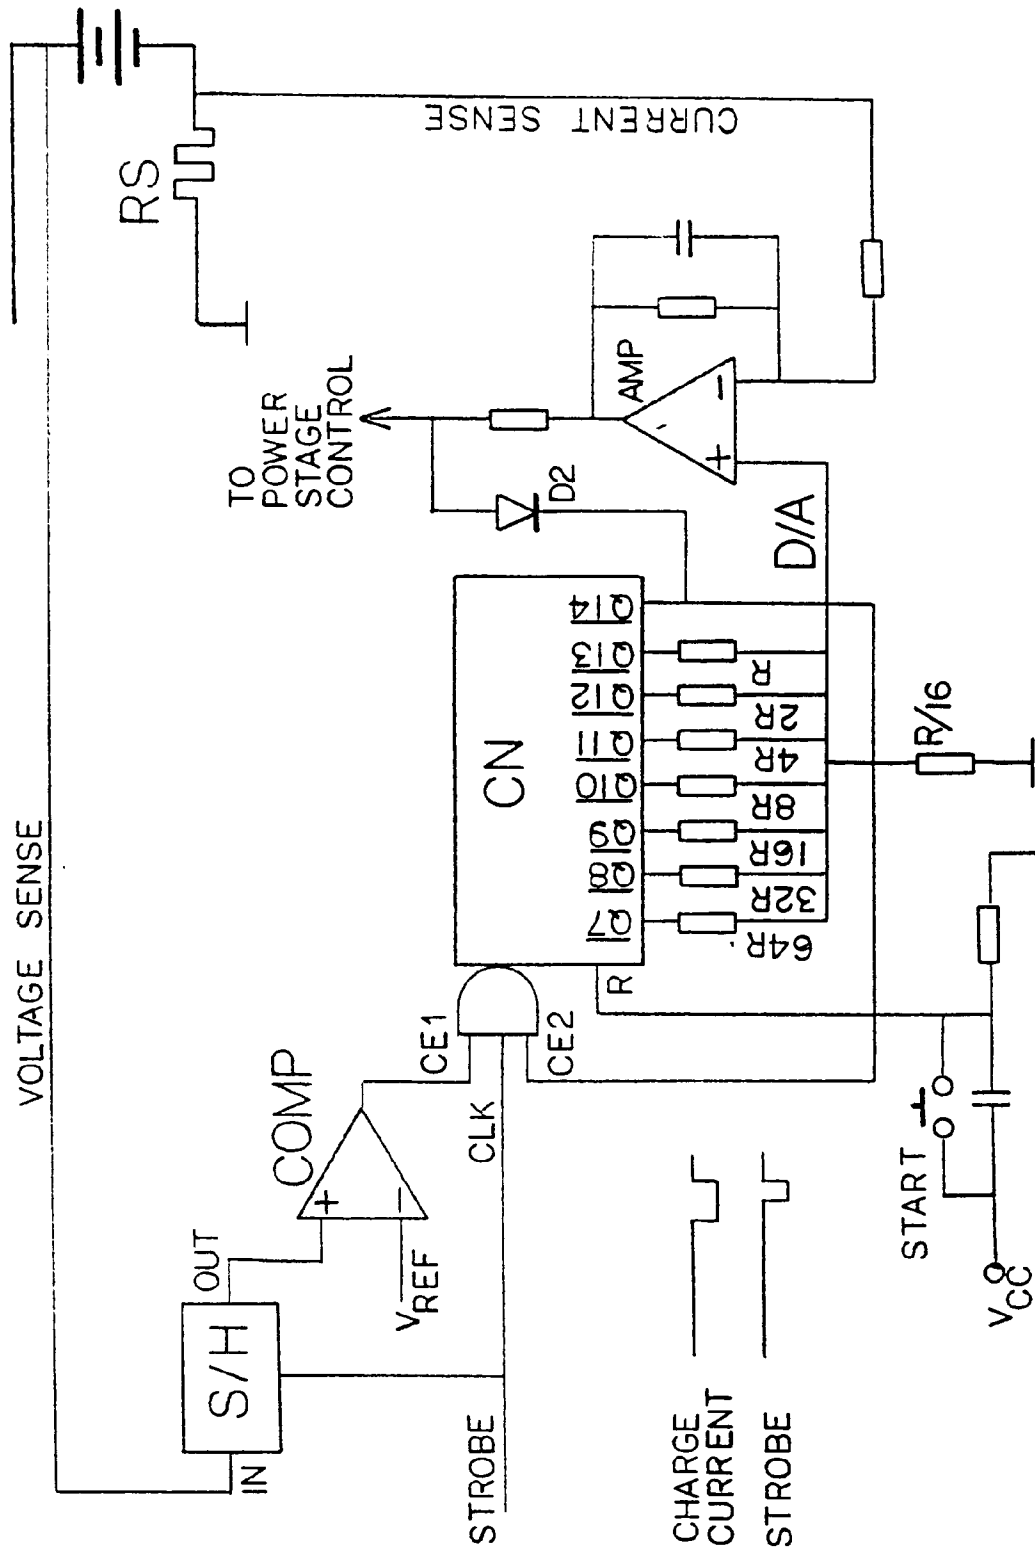 VOLTAGE SENSE
RS
CURRENT SENSE
TO
POWER
STAGE
CONTROL
AMP
+
-
D2
D/A
CN
Q7
Q8
Q9
Q10
Q11
Q12
Q13
Q14
64R
32R
16R
8R
4R
2R
R
R/16
R
CE1
CLK
CE2
COMP
+
-
VREF
S/H
IN
OUT
STROBE
CHARGE
CURRENT
STROBE
START
VCC